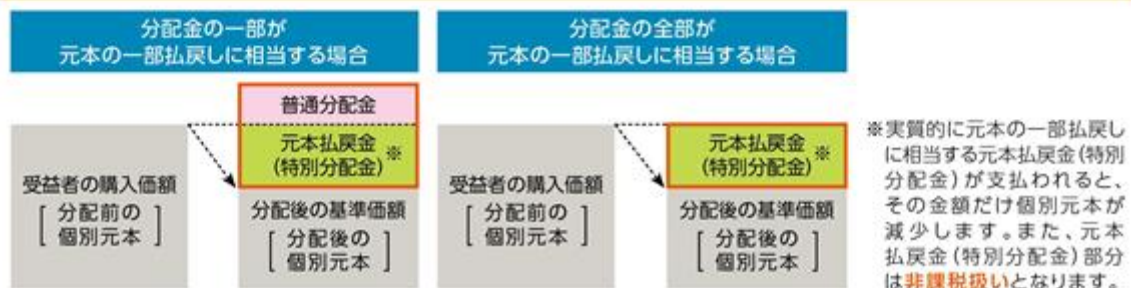 分配金の一部が
元本の一部払戻しに相当する場合
普通分配金
元本払戻金
(特別分配金) ※
受益者の購入価額
[ 分配前の
個別元本 ]
分配後の基準価額
[ 分配後の
個別元本 ]
分配金の全部が
元本の一部払戻しに相当する場合
元本払戻金
(特別分配金) ※
受益者の購入価額
[ 分配前の
個別元本 ]
分配後の基準価額
[ 分配後の
個別元本 ]
※実質的に元本の一部払戻し
に相当する元本払戻金(特別
分配金)が支払われると、
その金額だけ個別元本が
減少します。また、元本
払戻金(特別分配金)部分
は非課税扱いとなります。